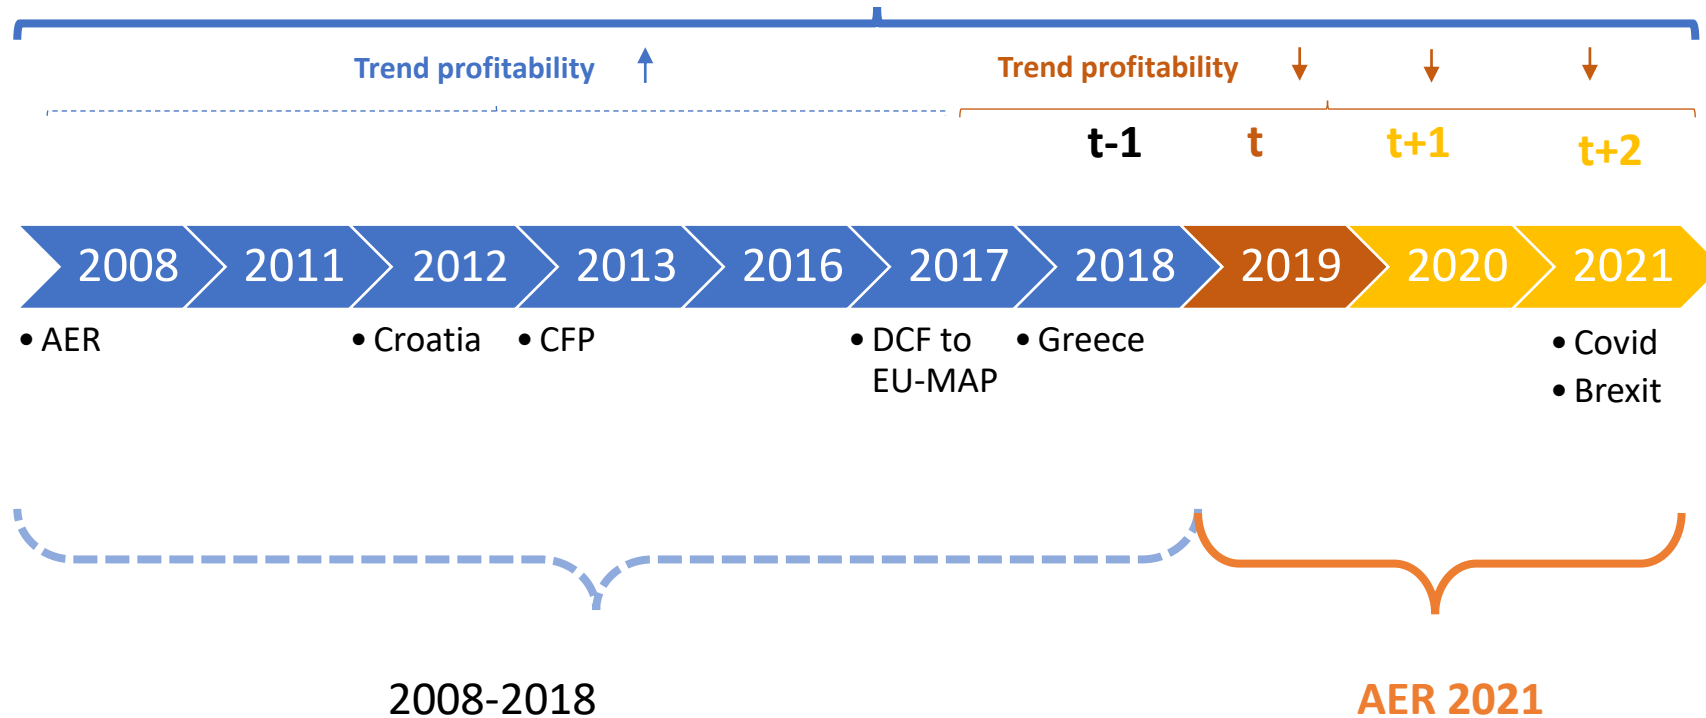 Trend profitability
Trend profitability
t-1
t
t+1
t+2
2008
2011
2012
2013
2016
2017
2018
2019
2020
2021
• AER
• Croatia
• CFP
• DCF to
EU-MAP
• Greece
• Covid
• Brexit
2008-2018
AER 2021